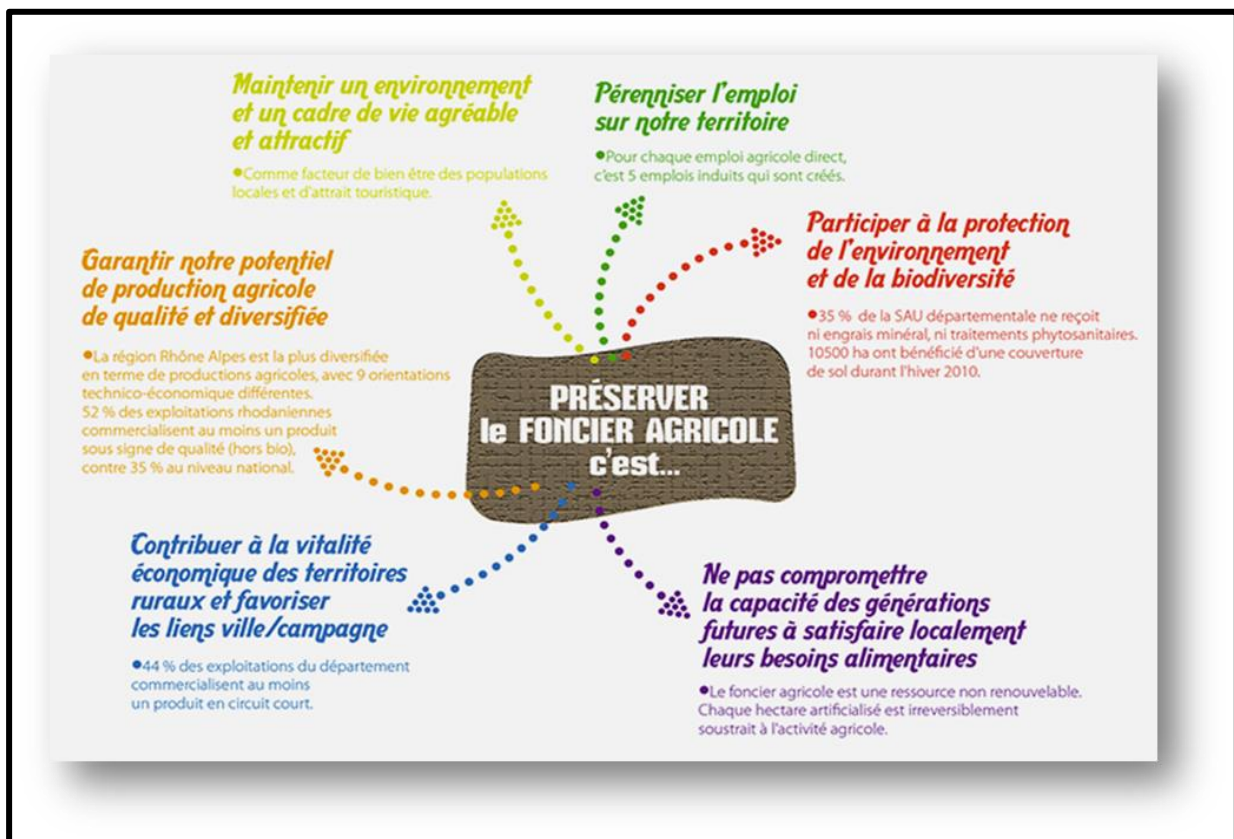 Maintenir un environnement
et un cadre de vie agréable
et attractif
•Comme facteur de bien être des populations
locales et d'attrait touristique.
Pérenniser l'emploi
sur notre territoire
•Pour chaque emploi agricole direct,
c'est 5 emplois induits qui sont créés.
Participer à la protection
de l'environnement
et de la biodiversité
•35 % de la SAU départementale ne reçoit
ni engrais minéral, ni traitements phytosanitaires.
10500 ha ont bénéficié d'une couverture
de sol durant l'hiver 2010.
Garantir notre potentiel
de production agricole
de qualité et diversifiée
•La région Rhône Alpes est la plus diversifiée
en terme de productions agricoles, avec 9 orientations
technico-économique différentes.
52 % des exploitations rhodaniennes
commercialisent au moins un produit
sous signe de qualité (hors bio),
contre 35 % au niveau national.
PRÉSERVER
le FONCIER AGRICOLE
c'est...
Contribuer à la vitalité
économique des territoires
ruraux et favoriser
les liens ville/campagne
•44 % des exploitations du département
commercialisent au moins
un produit en circuit court.
Ne pas compromettre
la capacité des générations
futures à satisfaire localement
leurs besoins alimentaires
•Le foncier agricole est une ressource non renouvelable.
Chaque hectare artificialisé est irreversiblement
soustrait à l'activité agricole.